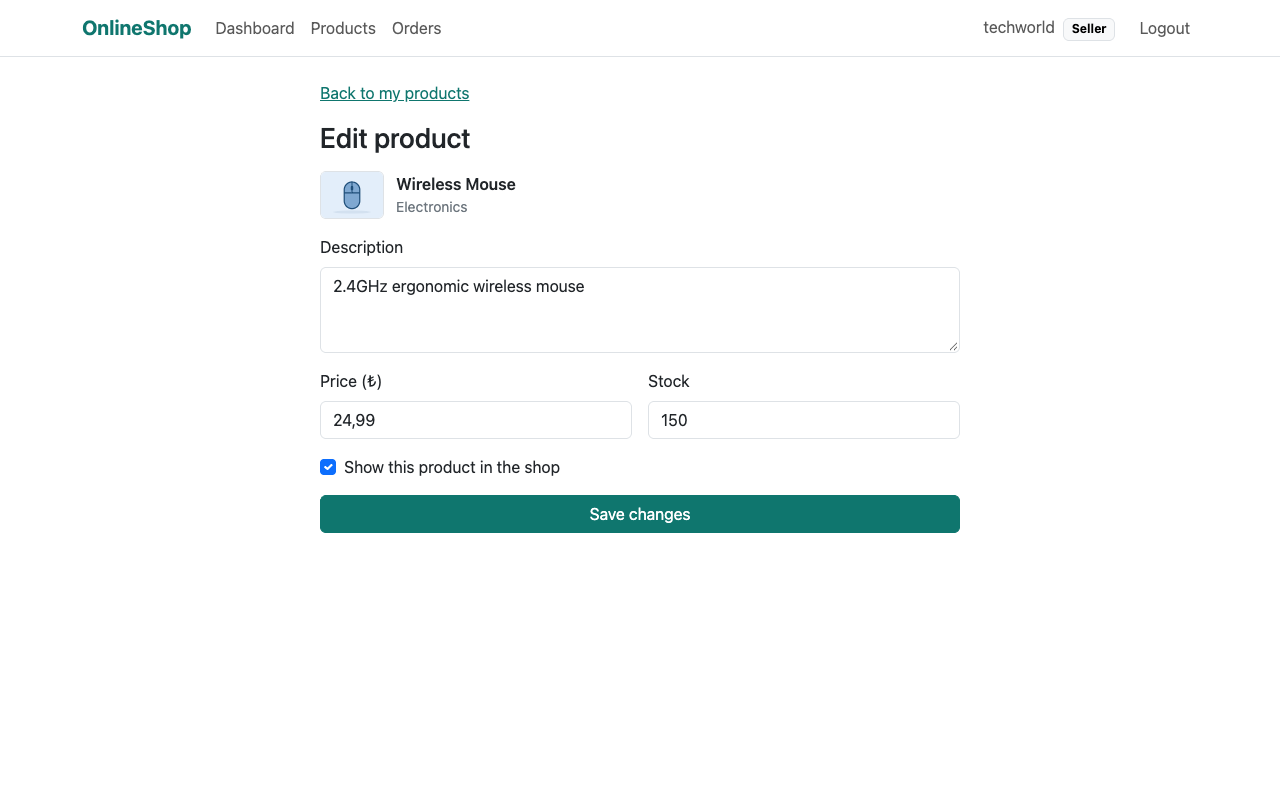 OnlineShop Dashboard Products Orders techworld Seller Logout
Back to my products
Edit product
Wireless Mouse
Electronics
Description
2.4GHz ergonomic wireless mouse
Price (₺) Stock
24,99 150
Show this product in the shop
Save changes